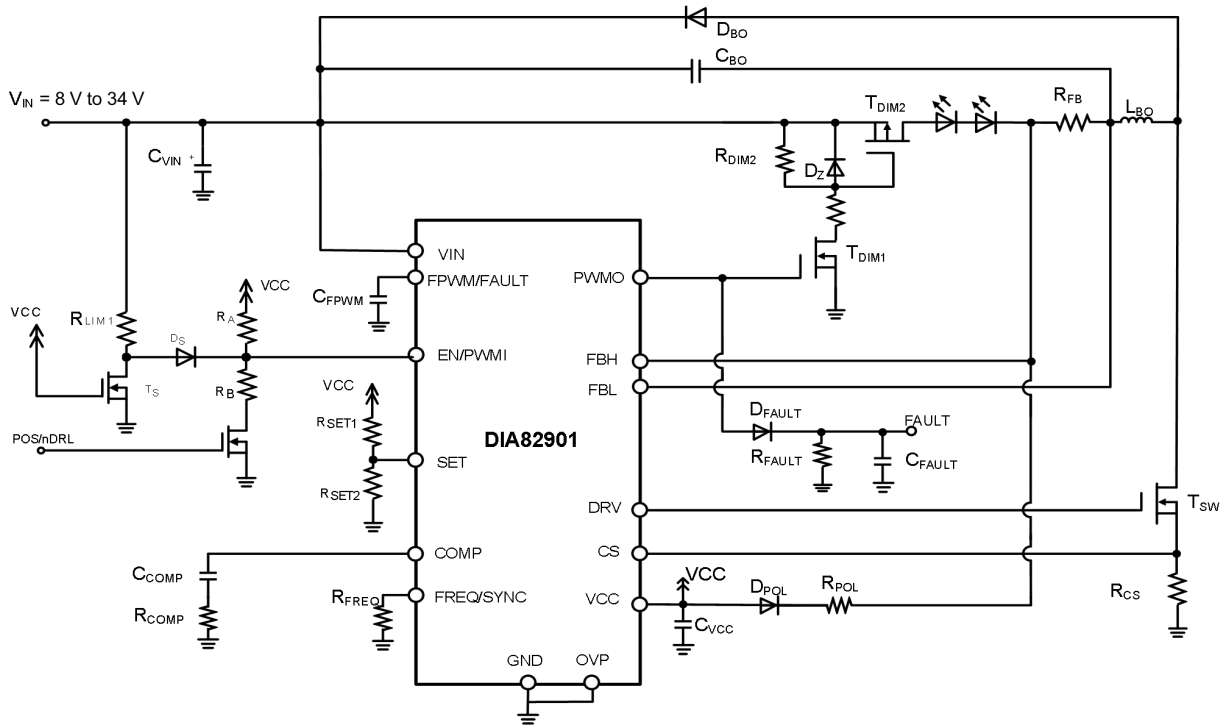 DBO
CBO
VIN = 8 V to 34 V
TDIM2
RFB
LBO
CVIN +
RDIM2
DZ
VIN
TDIM1
FPWM/FAULT
PWMO
VCC
CFPWM
VCC
RLIM1
RA
DS
EN/PWMI
FBH
TS
RB
VCC
FBL
POS/nDRL
RSET1
DIA82901
DFAULT
FAULT
SET
RFAULT
CFAULT
RSET2
DRV
TSW
COMP
CS
CCOMP
VCC
DPOL
RPOL
RCOMP
RFREQ
FREQ/SYNC
VCC
CVCC
RCS
GND
OVP